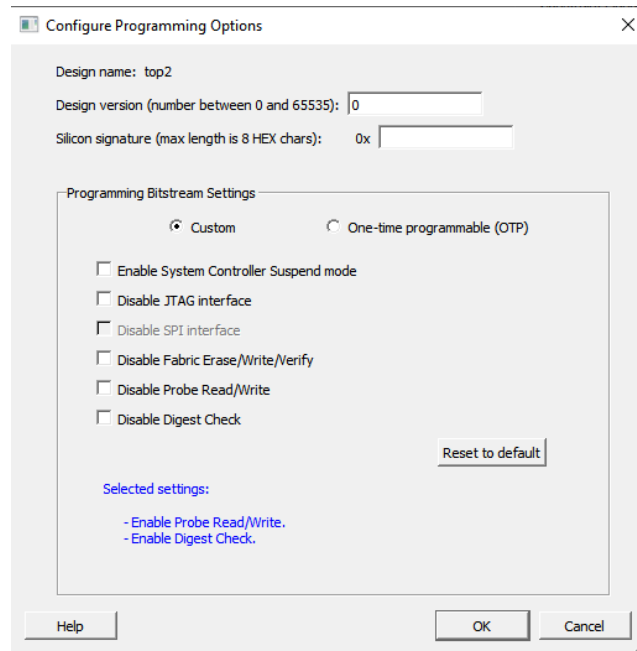 Configure Programming Options
Design name: top2
Design version (number between 0 and 65535): 0
Silicon signature (max length is 8 HEX chars): 0x
Programming Bitstream Settings
Custom One-time programmable (OTP)
Enable System Controller Suspend mode
Disable JTAG interface
Disable SPI interface
Disable Fabric Erase/Write/Verify
Disable Probe Read/Write
Disable Digest Check
Reset to default
Selected settings:
- Enable Probe Read/Write.
- Enable Digest Check.
Help OK Cancel